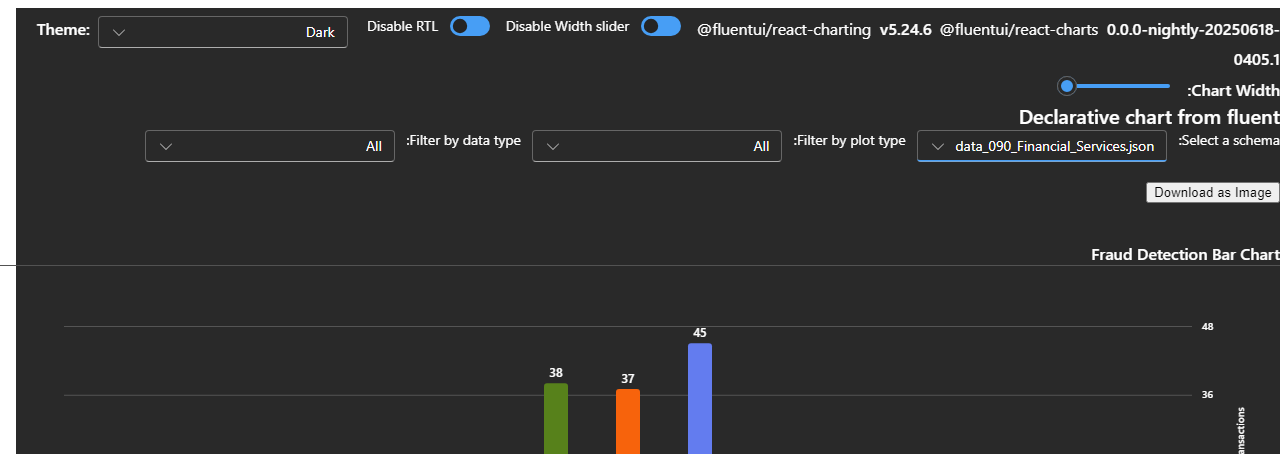 Theme: Dark Disable RTL Disable Width slider @fluentui/react-charting v5.24.6 @fluentui/react-charts 0.0.0-nightly-20250618-
0405.1
:Chart Width
Declarative chart from fluent
:Select a schema data_090_Financial_Services.json :Filter by plot type All :Filter by data type All
Download as Image
Fraud Detection Bar Chart
48
45
38
37
36